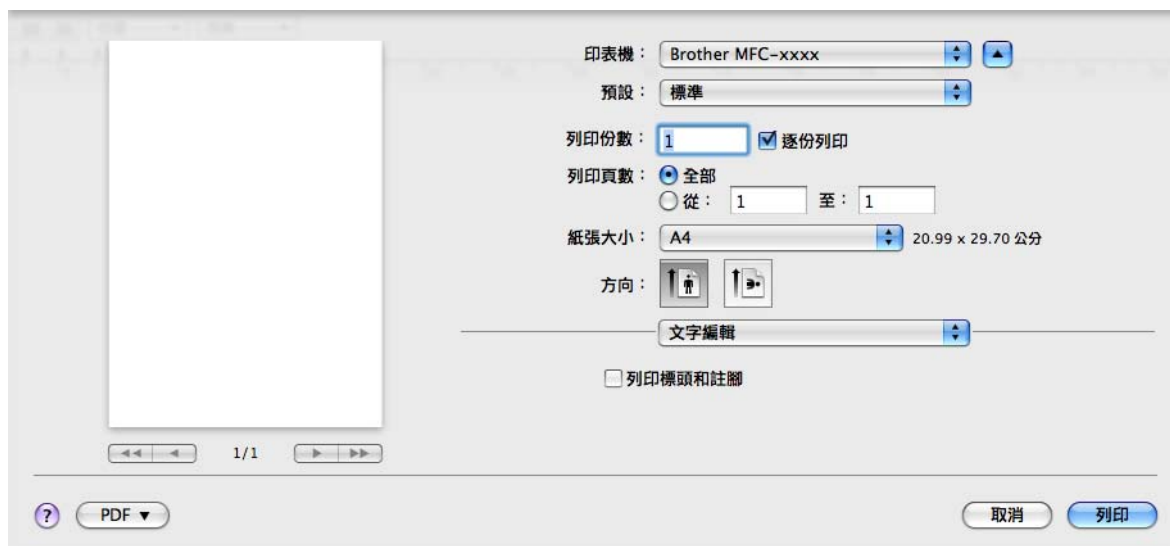 印表機： Brother MFC-xxxx
預設： 標準
列印份數： 1 逐份列印
列印頁數： 全部
從： 1 至： 1
紙張大小： A4 20.99 x 29.70 公分
方向：
文字編輯
列印標頭和註腳
1/1
? PDF ▼ 取消 列印